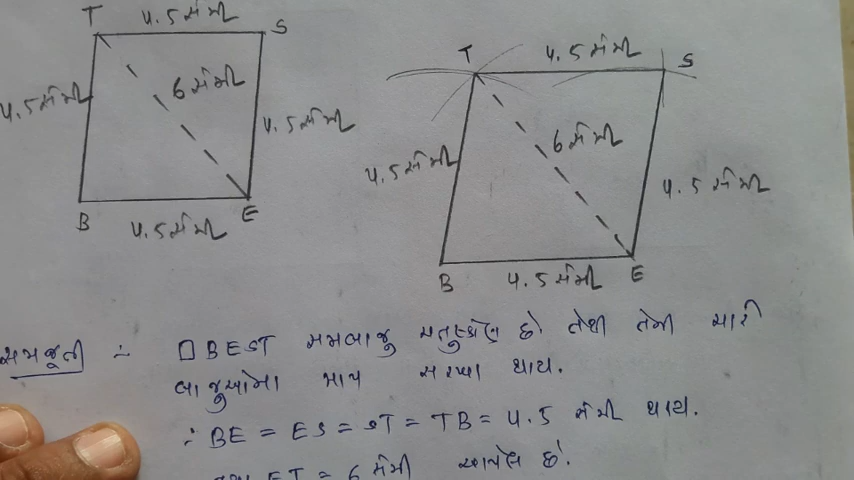 T 4.5 સેમી S
4.5 સેમી 6 સેમી 4.5 સેમી
B 4.5 સેમી E
T 4.5 સેમી S
4.5 સેમી 6 સેમી 4.5 સેમી
B 4.5 સેમી E
સમજૂતી :- □BEST સમબાજુ ચતુષ્કોણ છે તેથી તેની ચારે
બાજુઓના માપ સરખા થાય.
∴ BE = ES = ST = TB = 4.5 સેમી થાય.
ET = 6 સેમી આપેલ છે.